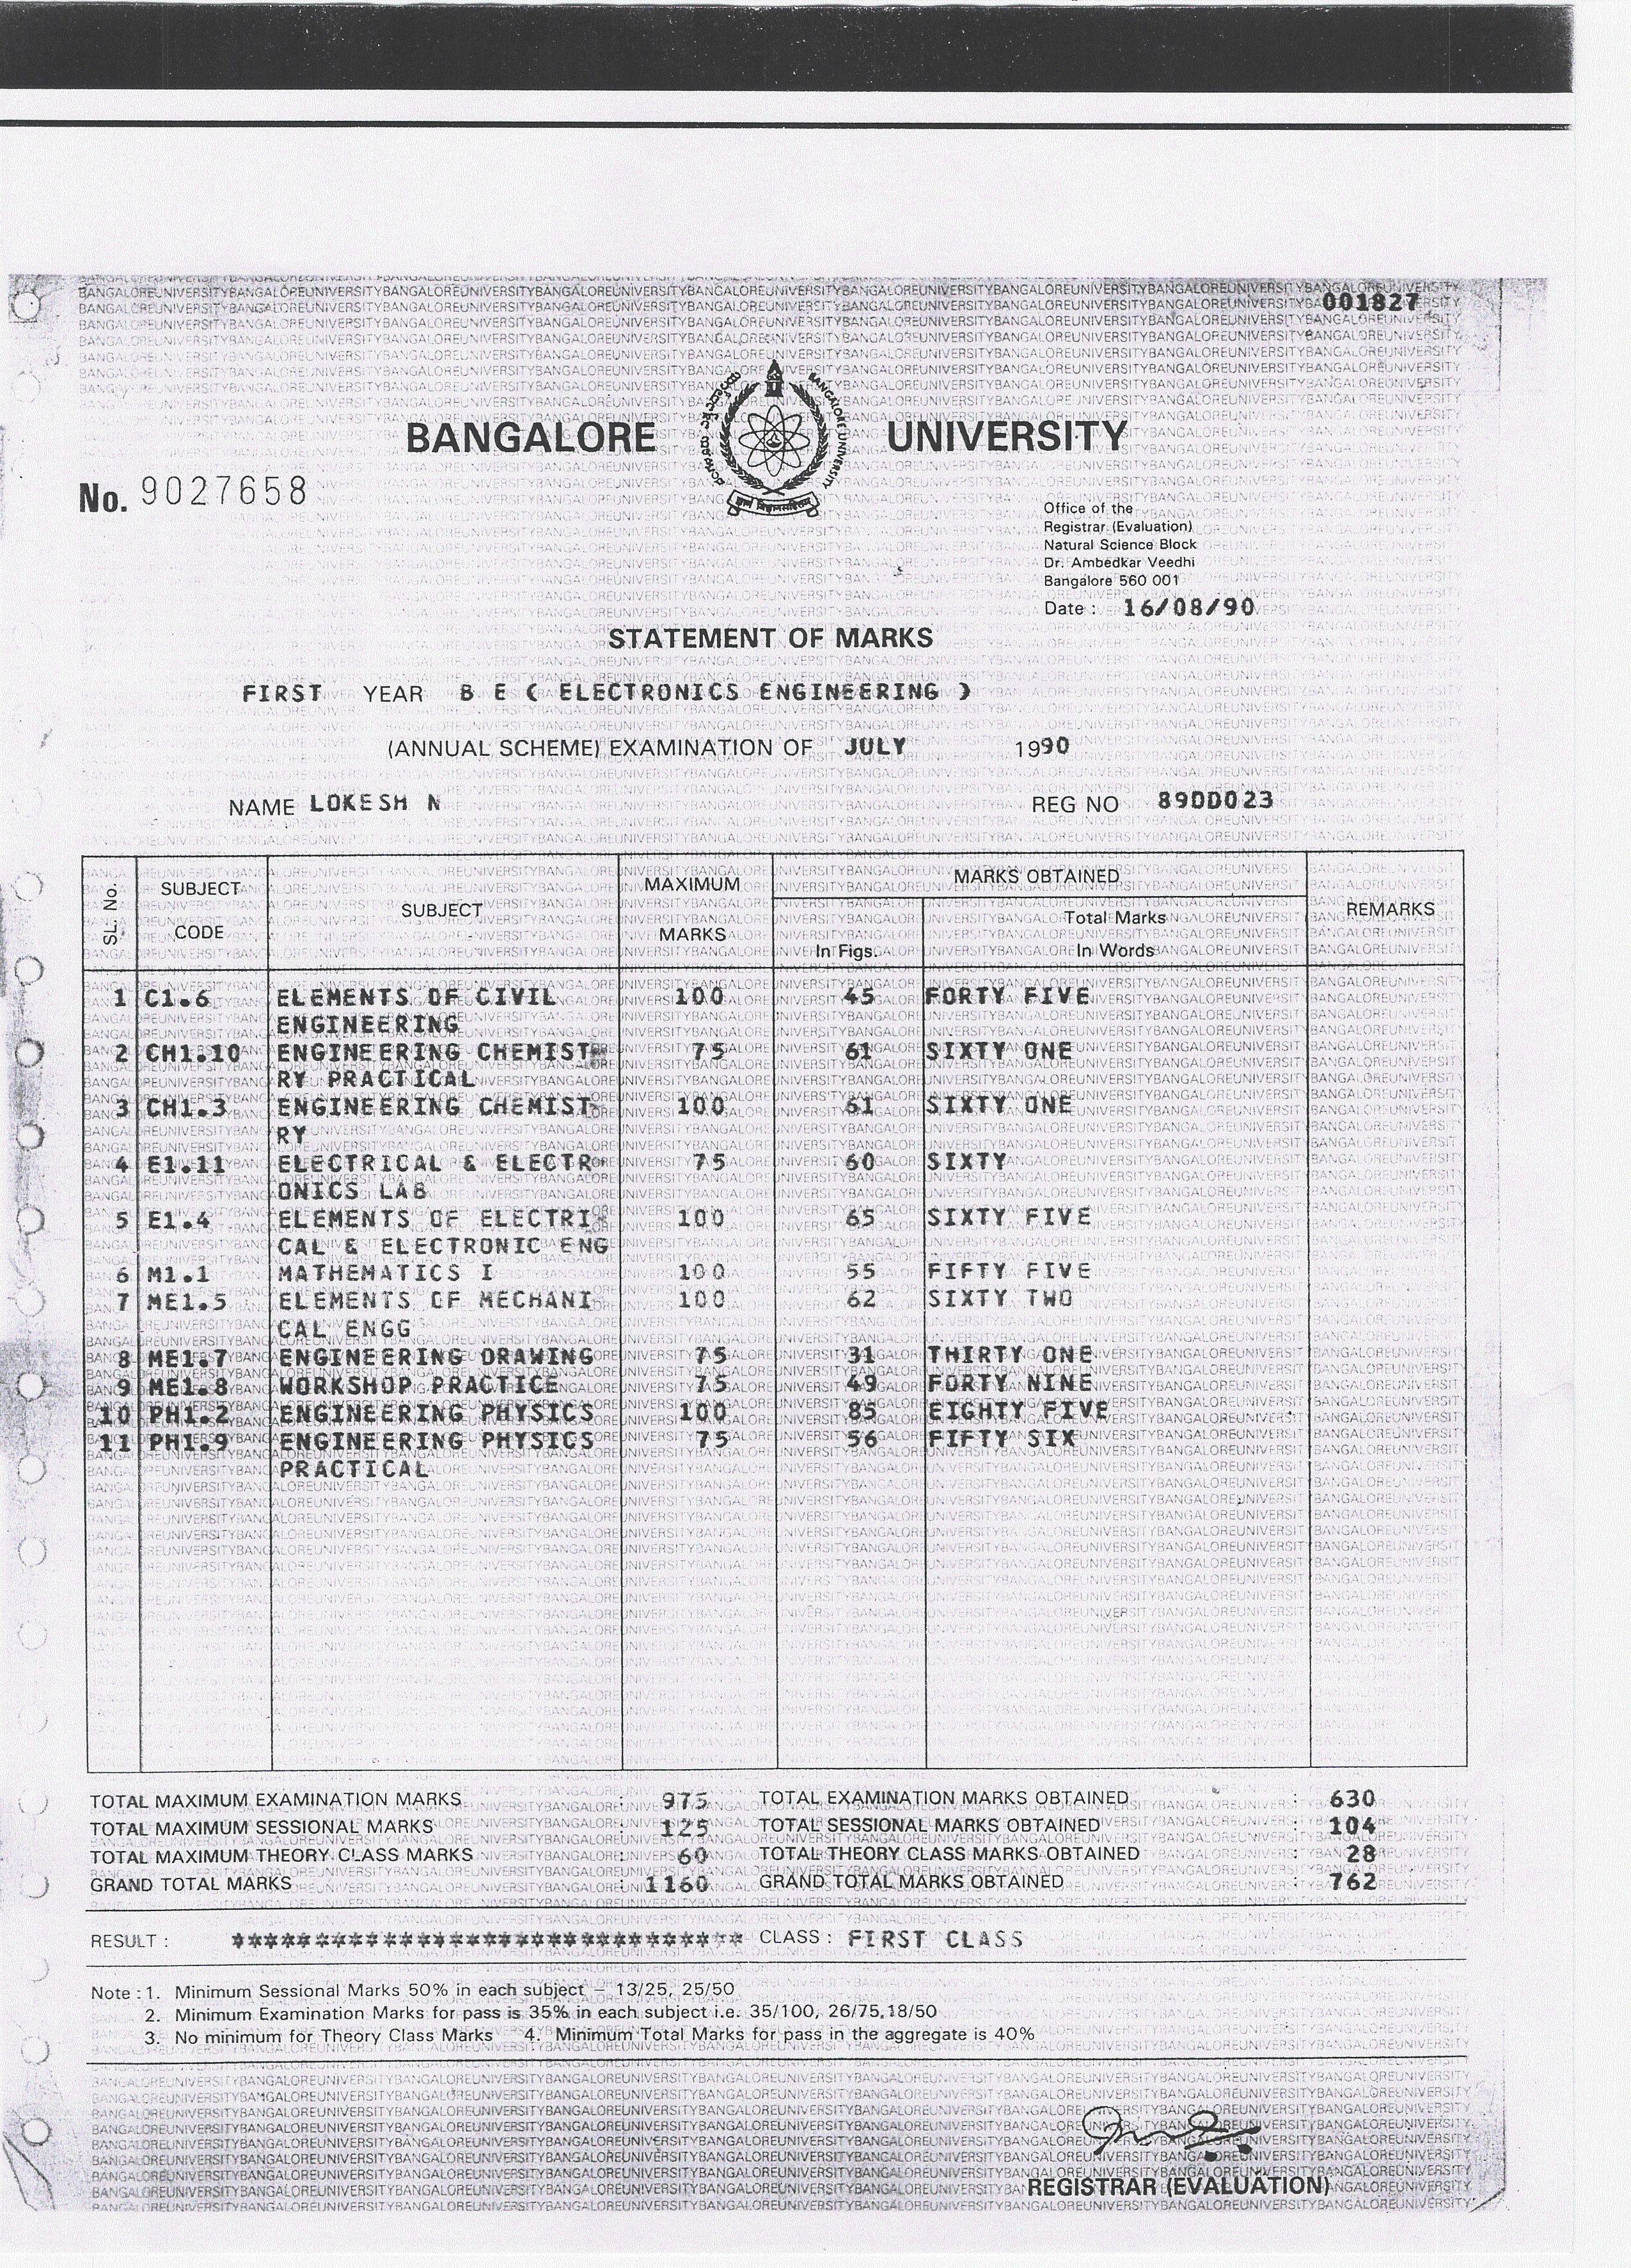 001827
BANGALORE UNIVERSITY
BANGALORE UNIVERSITY
No. 9027658
Office of the
Registrar (Evaluation)
Natural Science Block
Dr. Ambedkar Veedhi
Bangalore 560 001
Date : 16/08/90
STATEMENT OF MARKS
FIRST YEAR B E ( ELECTRONICS ENGINEERING )
(ANNUAL SCHEME) EXAMINATION OF JULY 1990
NAME LOKESH N REG NO 89DD023
SL. No. SUBJECT CODE SUBJECT MAXIMUM MARKS MARKS OBTAINED REMARKS
In Figs. Total Marks In Words
1 C1.6 ELEMENTS OF CIVIL 100 45 FORTY FIVE
ENGINEERING
2 CH1.10 ENGINEERING CHEMIST- 75 61 SIXTY ONE
RY PRACTICAL
3 CH1.3 ENGINEERING CHEMIST- 100 61 SIXTY ONE
RY
4 E1.11 ELECTRICAL & ELECTR- 75 60 SIXTY
ONICS LAB
5 E1.4 ELEMENTS OF ELECTRI- 100 65 SIXTY FIVE
CAL & ELECTRONIC ENG
6 M1.1 MATHEMATICS I 100 55 FIFTY FIVE
7 ME1.5 ELEMENTS OF MECHANI 100 62 SIXTY TWO
CAL ENGG
8 ME1.7 ENGINEERING DRAWING 75 31 THIRTY ONE
9 ME1.8 WORKSHOP PRACTICE 75 49 FORTY NINE
10 PH1.2 ENGINEERING PHYSICS 100 85 EIGHTY FIVE
11 PH1.9 ENGINEERING PHYSICS 75 56 FIFTY SIX
PRACTICAL
TOTAL MAXIMUM EXAMINATION MARKS : 975 TOTAL EXAMINATION MARKS OBTAINED : 630
TOTAL MAXIMUM SESSIONAL MARKS : 125 TOTAL SESSIONAL MARKS OBTAINED : 104
TOTAL MAXIMUM THEORY CLASS MARKS : 60 TOTAL THEORY CLASS MARKS OBTAINED : 28
GRAND TOTAL MARKS : 1160 GRAND TOTAL MARKS OBTAINED : 762
RESULT : ******************************* CLASS : FIRST CLASS
Note : 1. Minimum Sessional Marks 50% in each subject – 13/25, 25/50
2. Minimum Examination Marks for pass is 35% in each subject i.e. 35/100, 26/75,18/50
3. No minimum for Theory Class Marks 4. Minimum Total Marks for pass in the aggregate is 40%
REGISTRAR (EVALUATION)